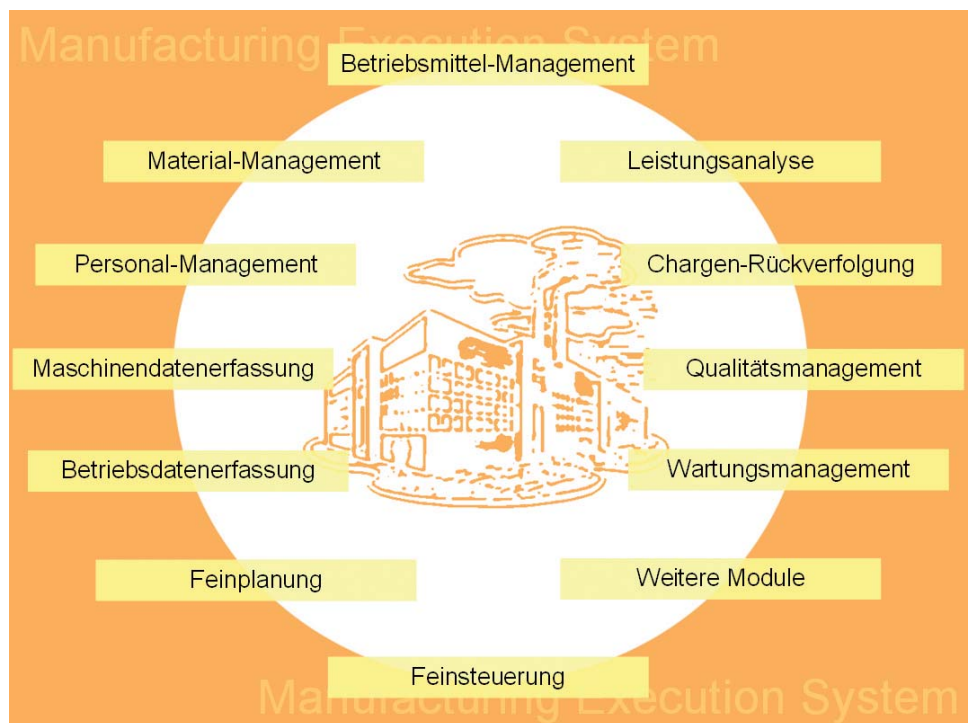 Manufacturing Execution System
Betriebsmittel-Management
Material-Management
Leistungsanalyse
Personal-Management
Chargen-Rückverfolgung
Maschinendatenerfassung
Qualitätsmanagement
Betriebsdatenerfassung
Wartungsmanagement
Feinplanung
Weitere Module
Feinsteuerung
Manufacturing Execution System